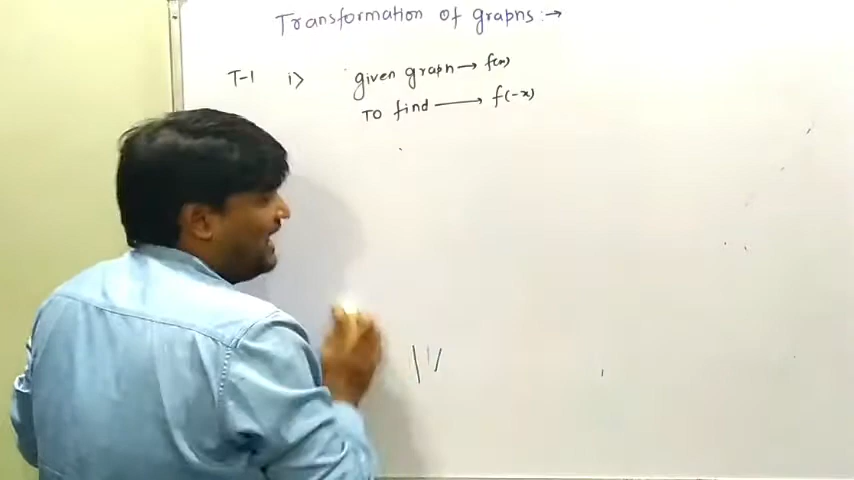 Transformation of graphs :→
T-1 i> given graph → f(x)
TO find → f(-x)